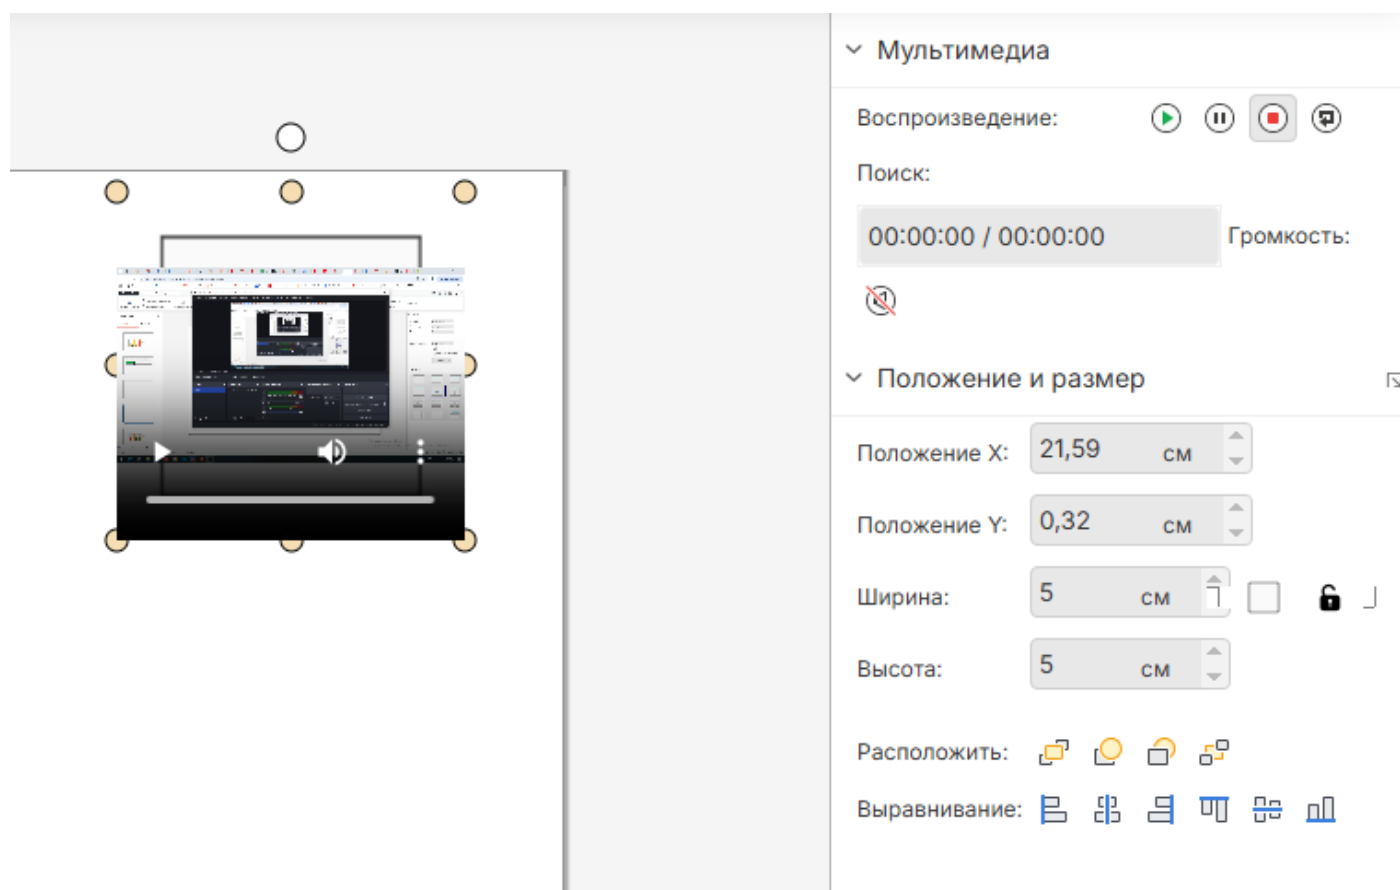 Мультимедиа
Воспроизведение:
Поиск:
00:00:00 / 00:00:00 Громкость:
Положение и размер
Положение X: 21,59 см
Положение Y: 0,32 см
Ширина: 5 см
Высота: 5 см
Расположить:
Выравнивание: